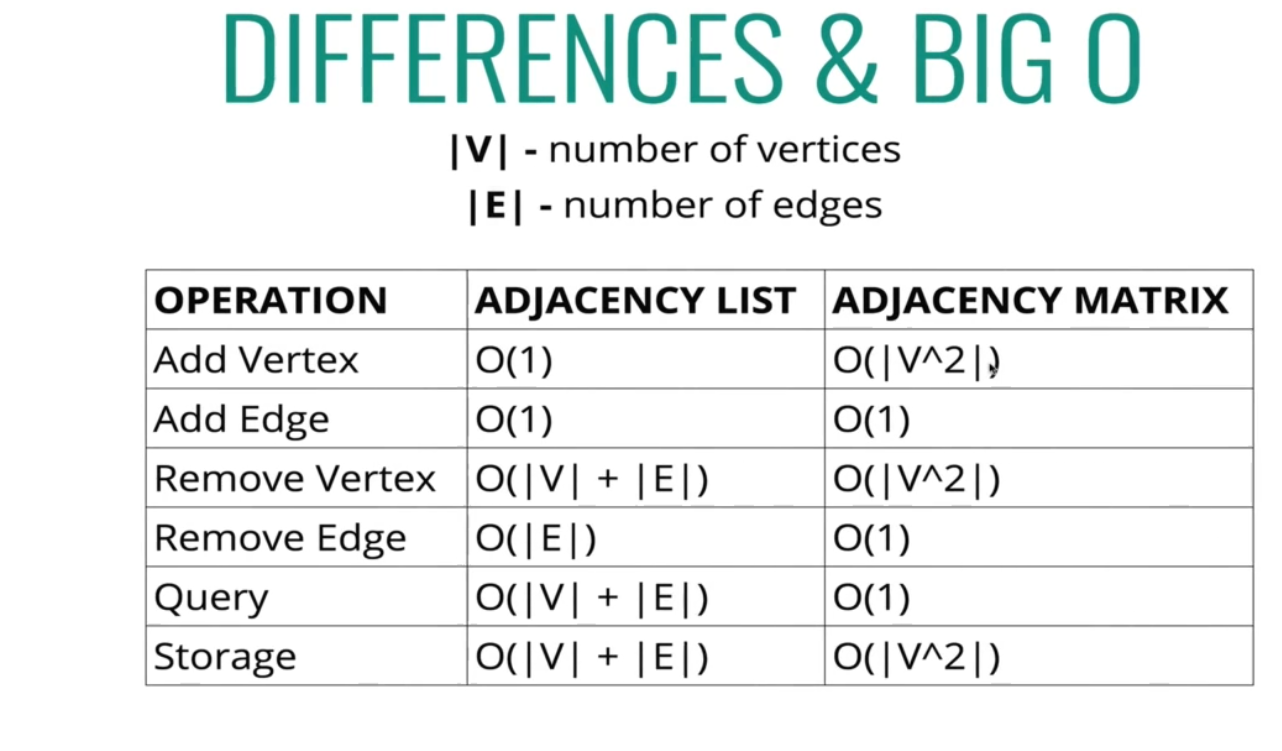 DIFFERENCES & BIG O
|V| - number of vertices
|E| - number of edges
OPERATION ADJACENCY LIST ADJACENCY MATRIX
Add Vertex O(1) O(|V^2|)
Add Edge O(1) O(1)
Remove Vertex O(|V| + |E|) O(|V^2|)
Remove Edge O(|E|) O(1)
Query O(|V| + |E|) O(1)
Storage O(|V| + |E|) O(|V^2|)